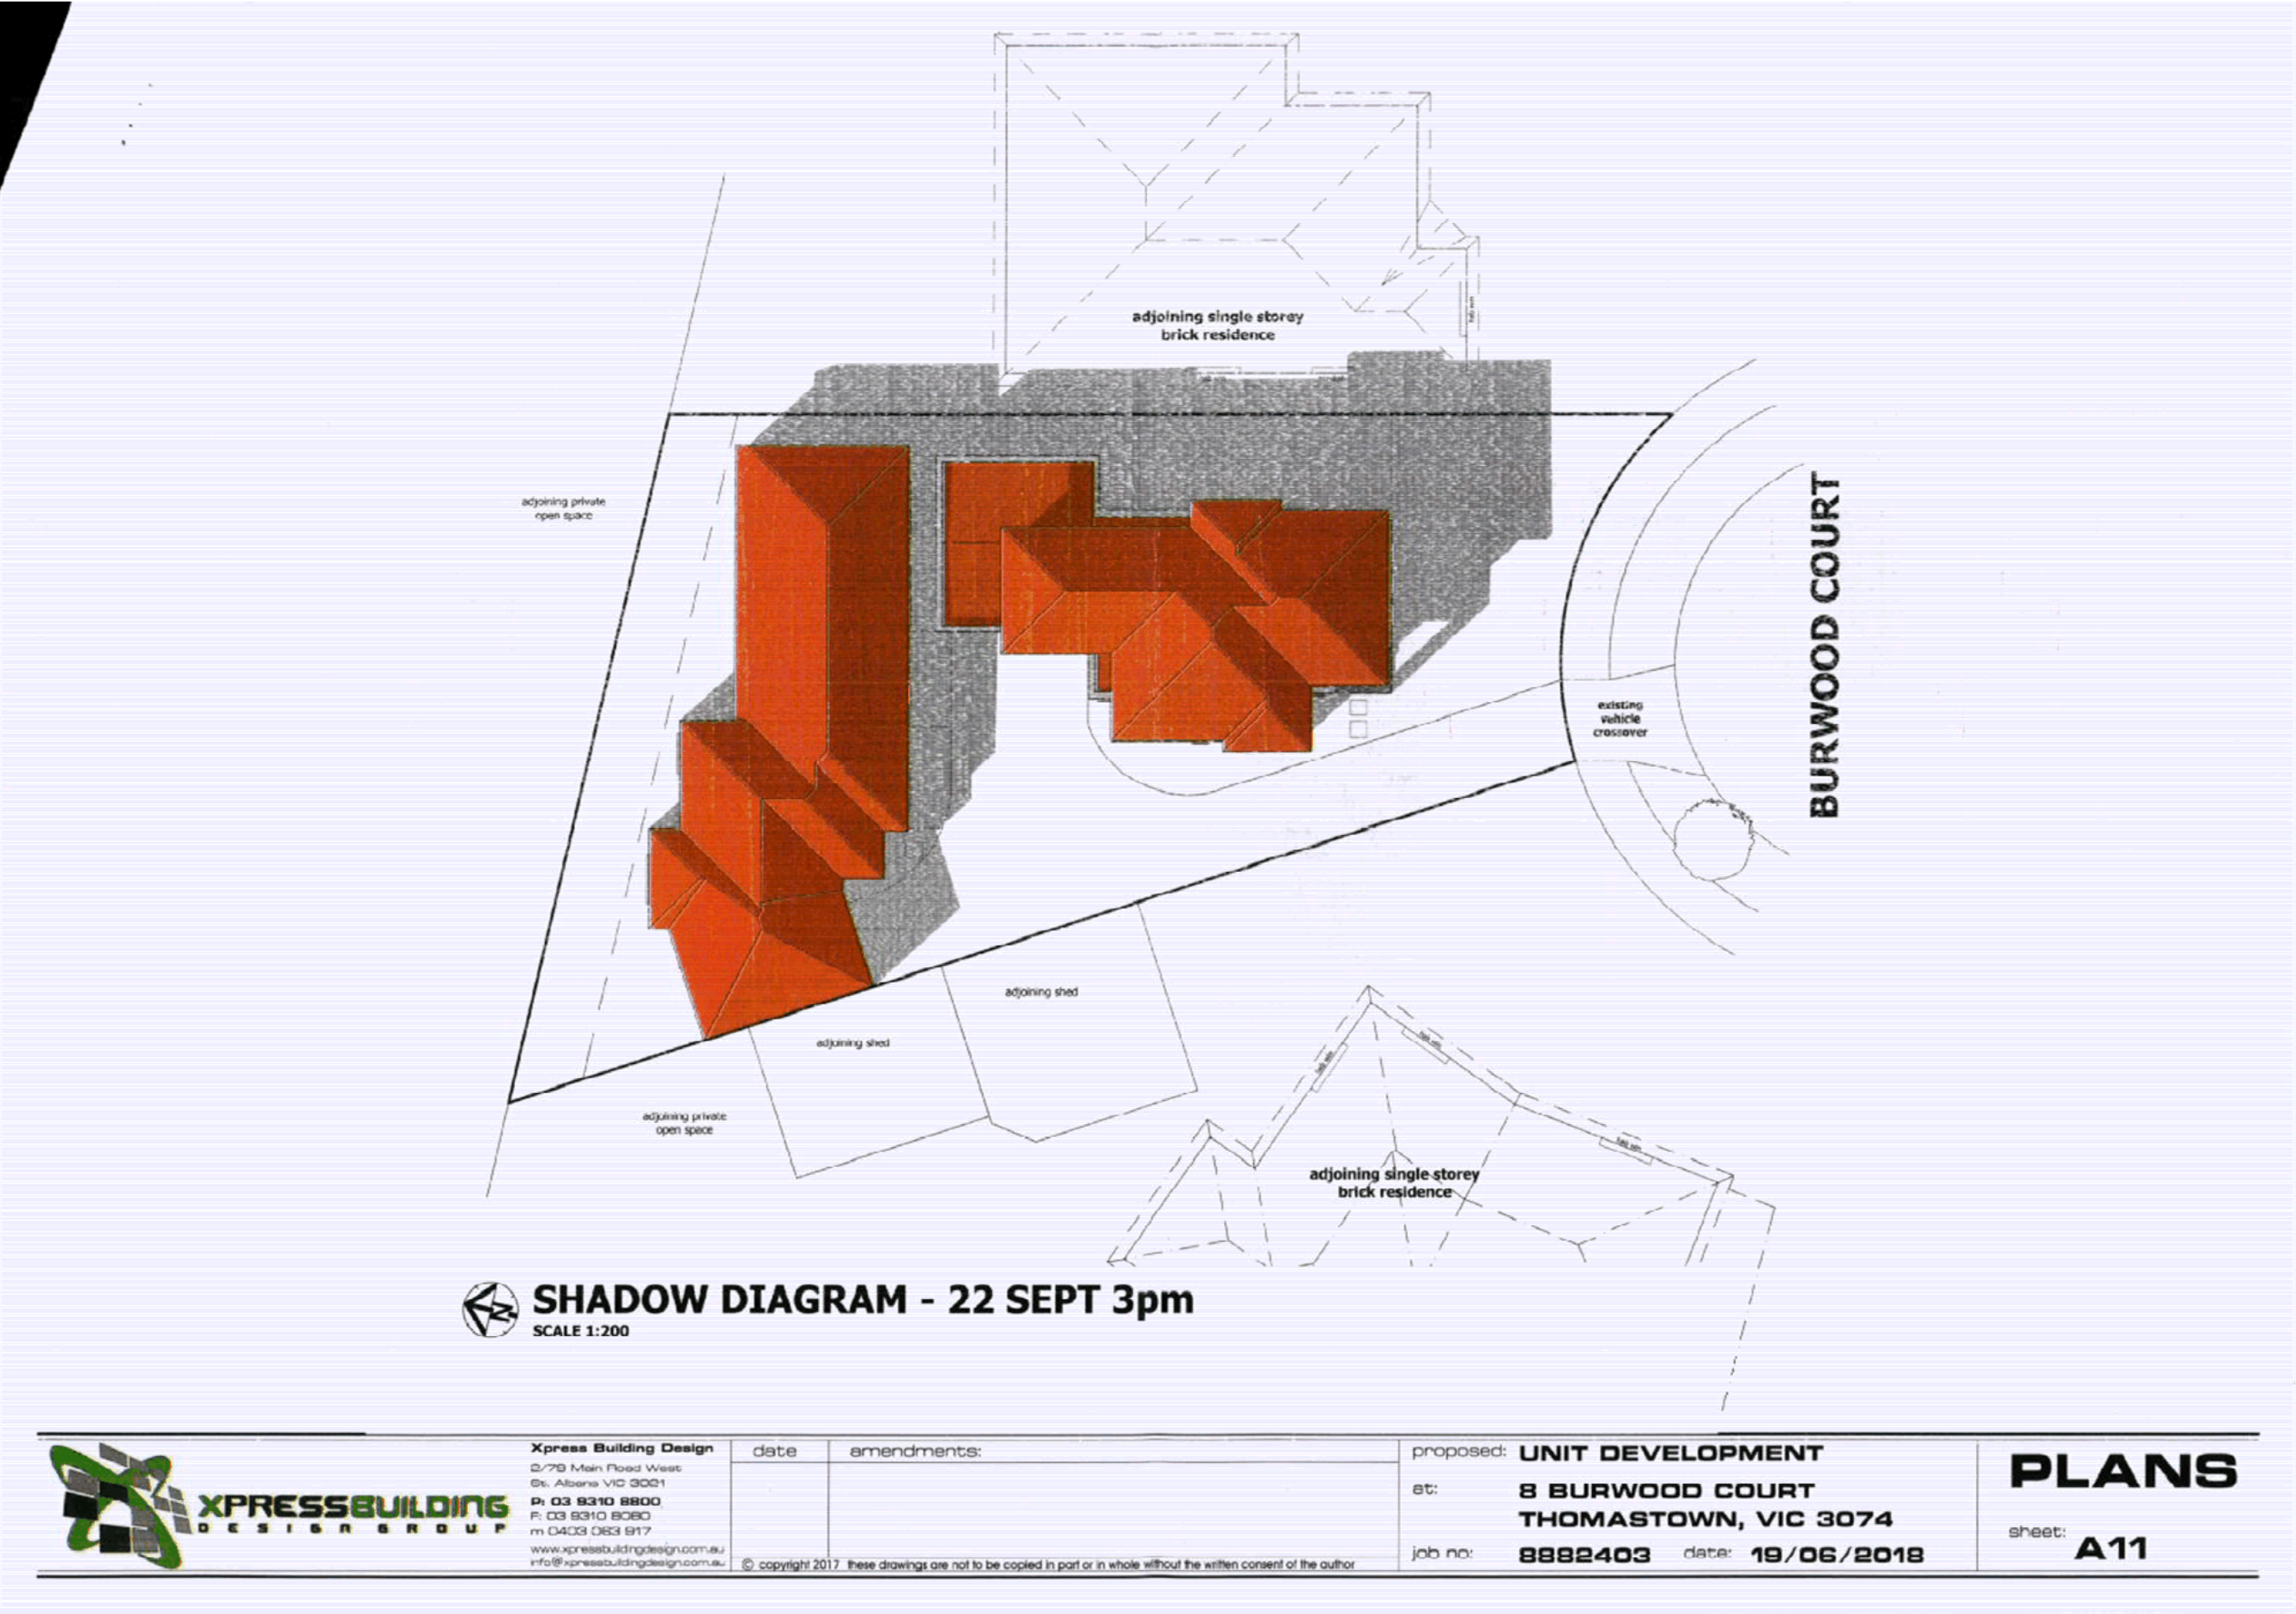 adjoining single storey
brick residence
adjoining private
open space
BURWOOD COURT
existing
vehicle
crossover
adjoining shed
adjoining shed
adjoining private
open space
adjoining single storey
brick residence
SHADOW DIAGRAM - 22 SEPT 3pm
SCALE 1:200
XPRESSBUILDING
DESIGN GROUP
Xpress Building Design
2/79 Main Road West
St. Albans VIC 3021
P: 03 9310 8800
F: 03 9310 8080
m 0403 083 917
www.xpressbuildingdesign.com.au
info@xpressbuildingdesign.com.au
date
amendments:
© copyright 2017 these drawings are not to be copied in part or in whole without the written consent of the author
proposed: UNIT DEVELOPMENT
at: 8 BURWOOD COURT
THOMASTOWN, VIC 3074
job no: 8882403 date: 19/06/2018
PLANS
sheet: A11